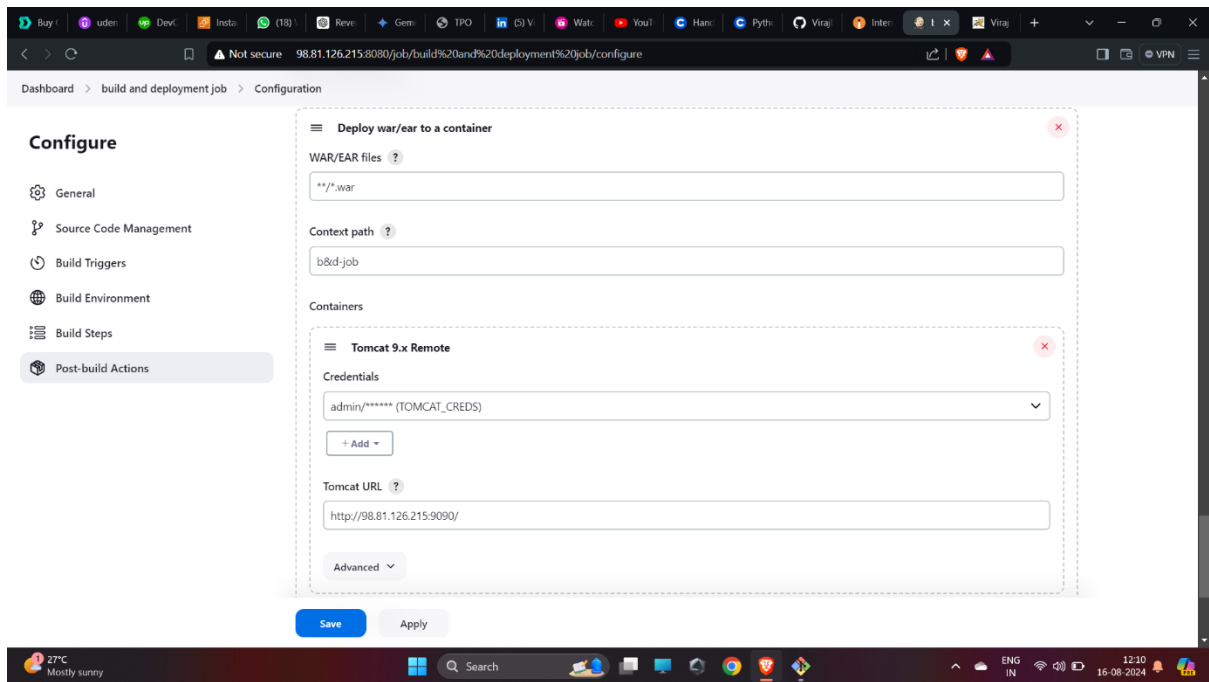 Buy ( uden DevC Insta (18) \ Reve Gem TPO (5) Vi Watc YouT Hand Pyth Viraj Inter Viraj
Not secure 98.81.126.215:8080/job/build%20and%20deployment%20job/configure VPN
Dashboard > build and deployment job > Configuration
Configure
General
Source Code Management
Build Triggers
Build Environment
Build Steps
Post-build Actions
Deploy war/ear to a container
WAR/EAR files ?
**/*.war
Context path ?
b&d-job
Containers
Tomcat 9.x Remote
Credentials
admin/****** (TOMCAT_CREDS)
+ Add
Tomcat URL ?
http://98.81.126.215:9090/
Advanced
Save Apply
1 27°C
Mostly sunny
Search
ENG
IN
12:10
16-08-2024